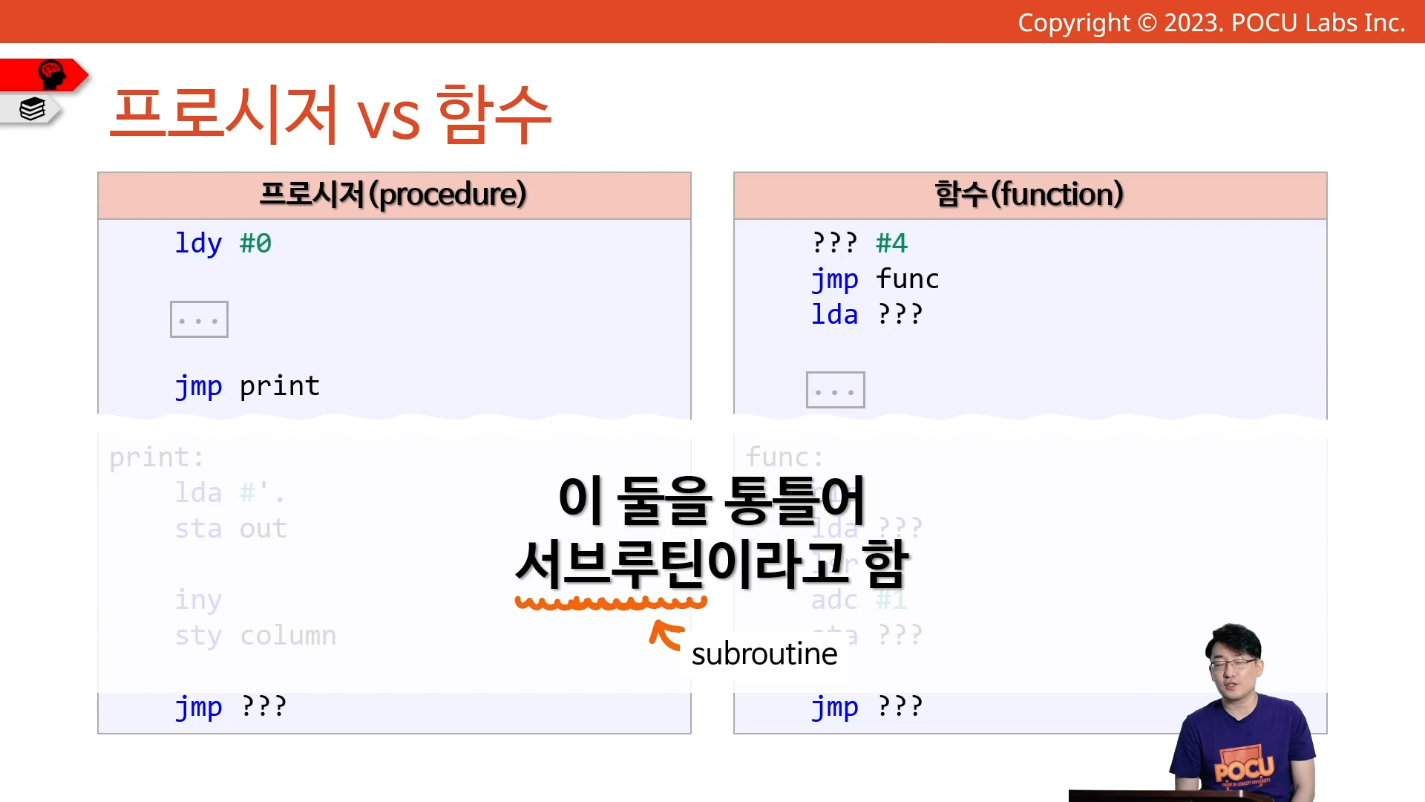 Copyright © 2023. POCU Labs Inc.
프로시저 vs 함수
프로시저(procedure)
ldy #0
...
jmp print
print:
lda #'.
sta out
iny
sty column
jmp ???
함수(function)
??? #4
jmp func
lda ???
...
func:
lda ???
adc #1
???
jmp ???
이 둘을 통틀어
서브루틴이라고 함
subroutine
POCU